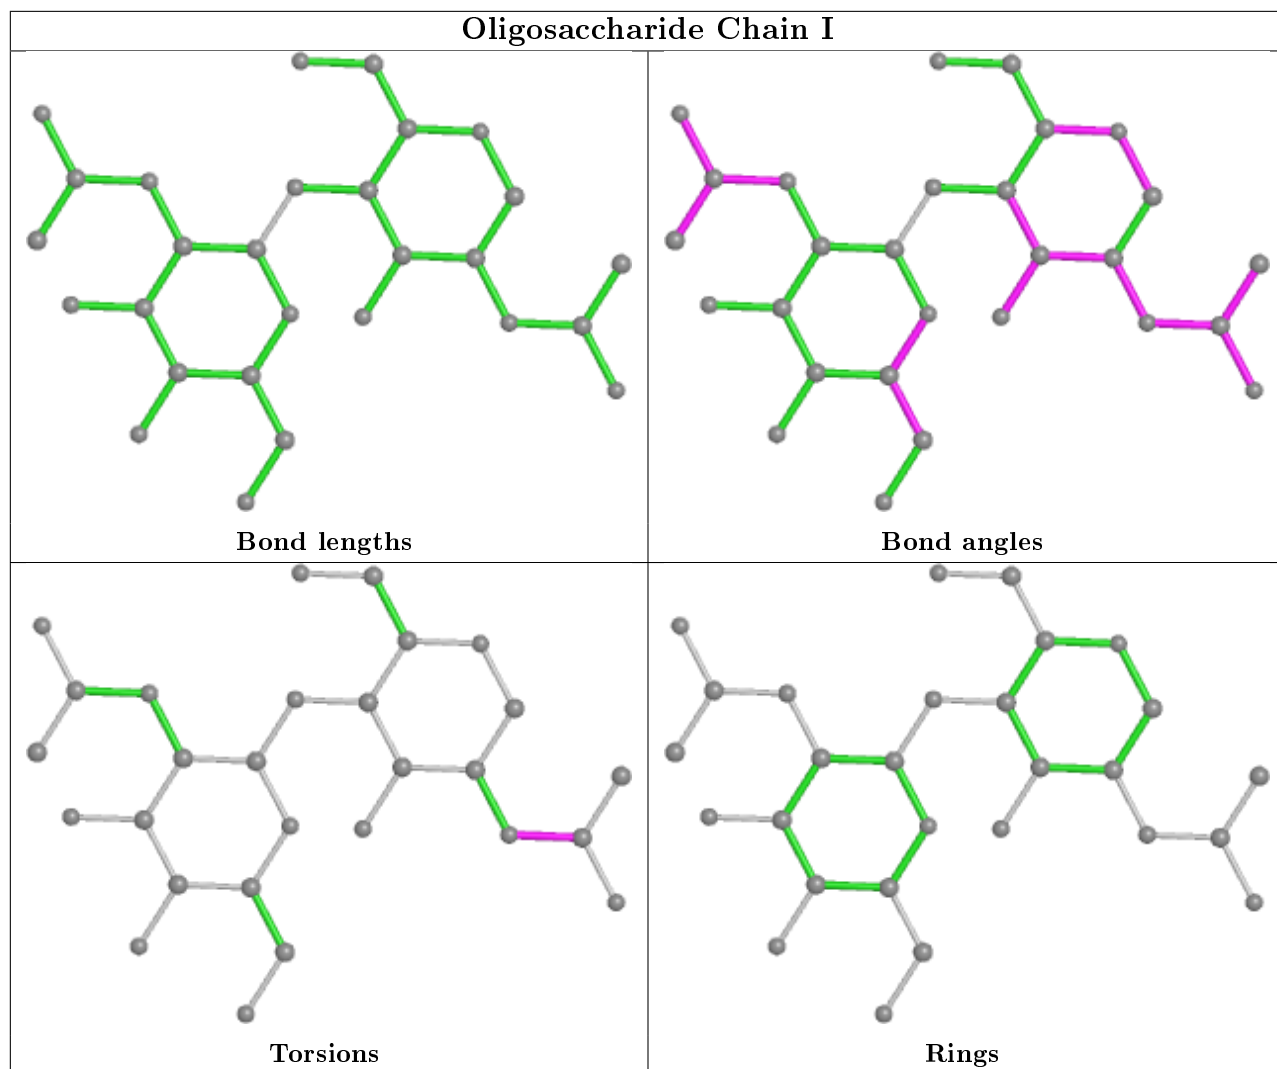 Oligosaccharide Chain I
Bond lengths
Bond angles
Torsions
Rings